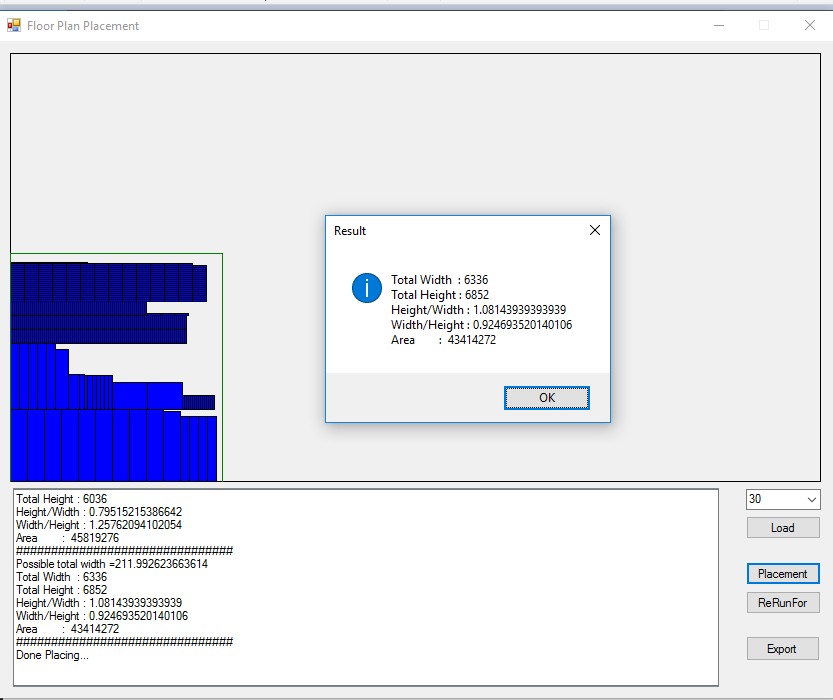 Floor Plan Placement
Result
Total Width : 6336
Total Height : 6852
Height/Width : 1.08143939393939
Width/Height : 0.924693520140106
Area : 43414272
OK
Total Height : 6036
Height/Width : 0.79515215386642
Width/Height : 1.25762094102054
Area : 45819276
###############################
Possible total width =211.992623663614
Total Width : 6336
Total Height : 6852
Height/Width : 1.08143939393939
Width/Height : 0.924693520140106
Area : 43414272
###############################
Done Placing...
30
Load
Placement
ReRunFor
Export